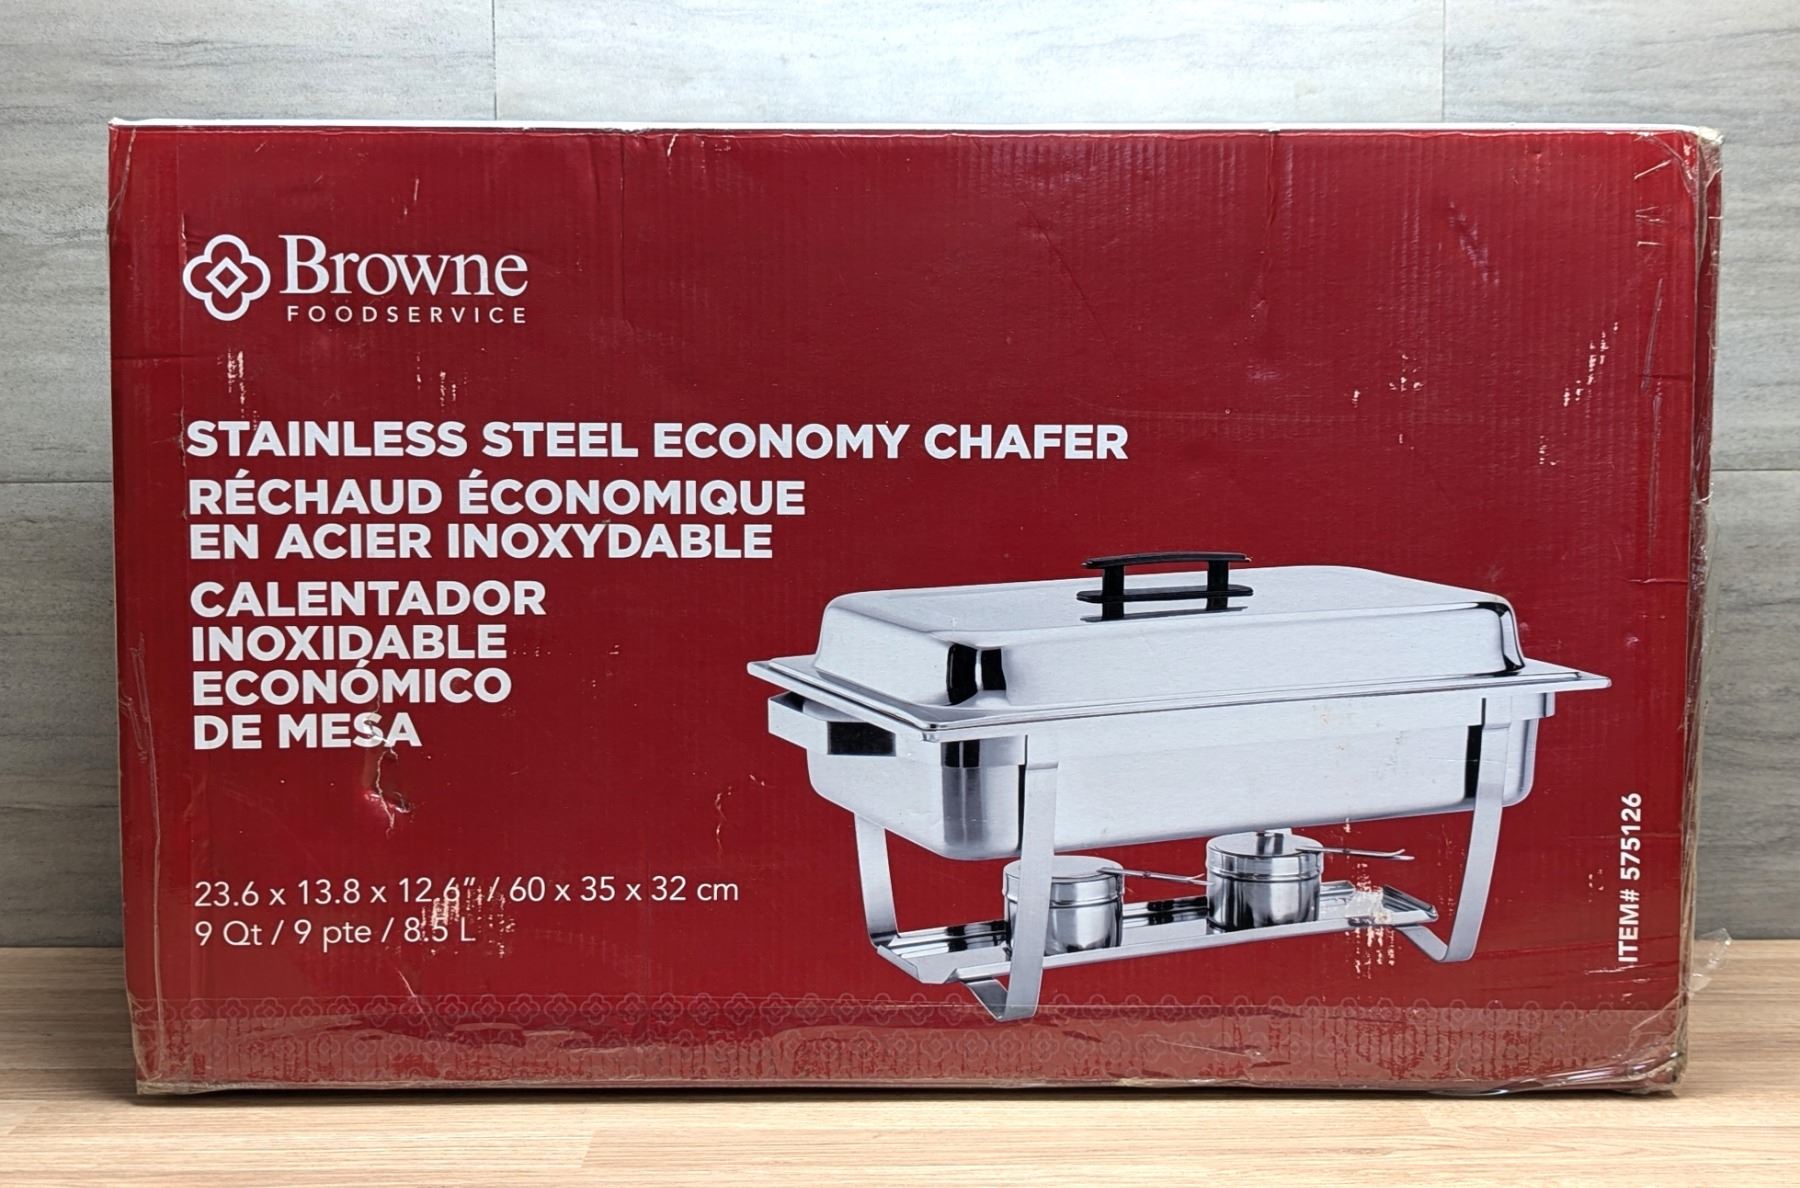 Browne
FOODSERVICE
STAINLESS STEEL ECONOMY CHAFER
RÉCHAUD ÉCONOMIQUE
EN ACIER INOXYDABLE
CALENTADOR
INOXIDABLE
ECONÓMICO
DE MESA
23.6 x 13.8 x 12.6" / 60 x 35 x 32 cm
9 Qt / 9 pte / 8.5 L
ITEM# 575126